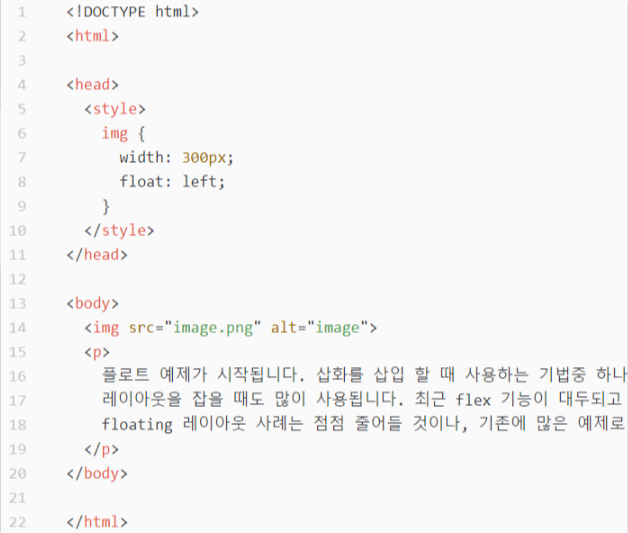 1 <!DOCTYPE html>
2 <html>
3
4 <head>
5 <style>
6 img {
7 width: 300px;
8 float: left;
9 }
10 </style>
11 </head>
12
13 <body>
14 <img src="image.png" alt="image">
15 <p>
16 플로트 예제가 시작됩니다. 삽화를 삽입 할 때 사용하는 기법중 하나
17 레이아웃을 잡을 때도 많이 사용됩니다. 최근 flex 기능이 대두되고
18 floating 레이아웃 사례는 점점 줄어들 것이나, 기존에 많은 예제로
19 </p>
20 </body>
21
22 </html>